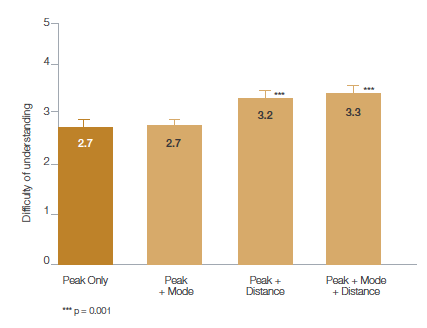 Difficulty of understanding
5
4
3
2
1
0
2.7
2.7
3.2
***
3.3
***
Peak Only
Peak
+ Mode
Peak +
Distance
Peak + Mode
+ Distance
*** p = 0.001